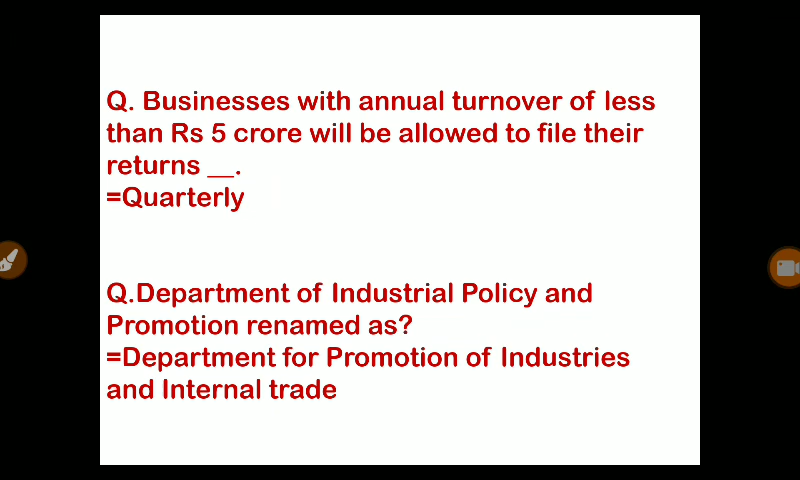 Q. Businesses with annual turnover of less
than Rs 5 crore will be allowed to file their
returns __.
=Quarterly
Q.Department of Industrial Policy and
Promotion renamed as?
=Department for Promotion of Industries
and Internal trade